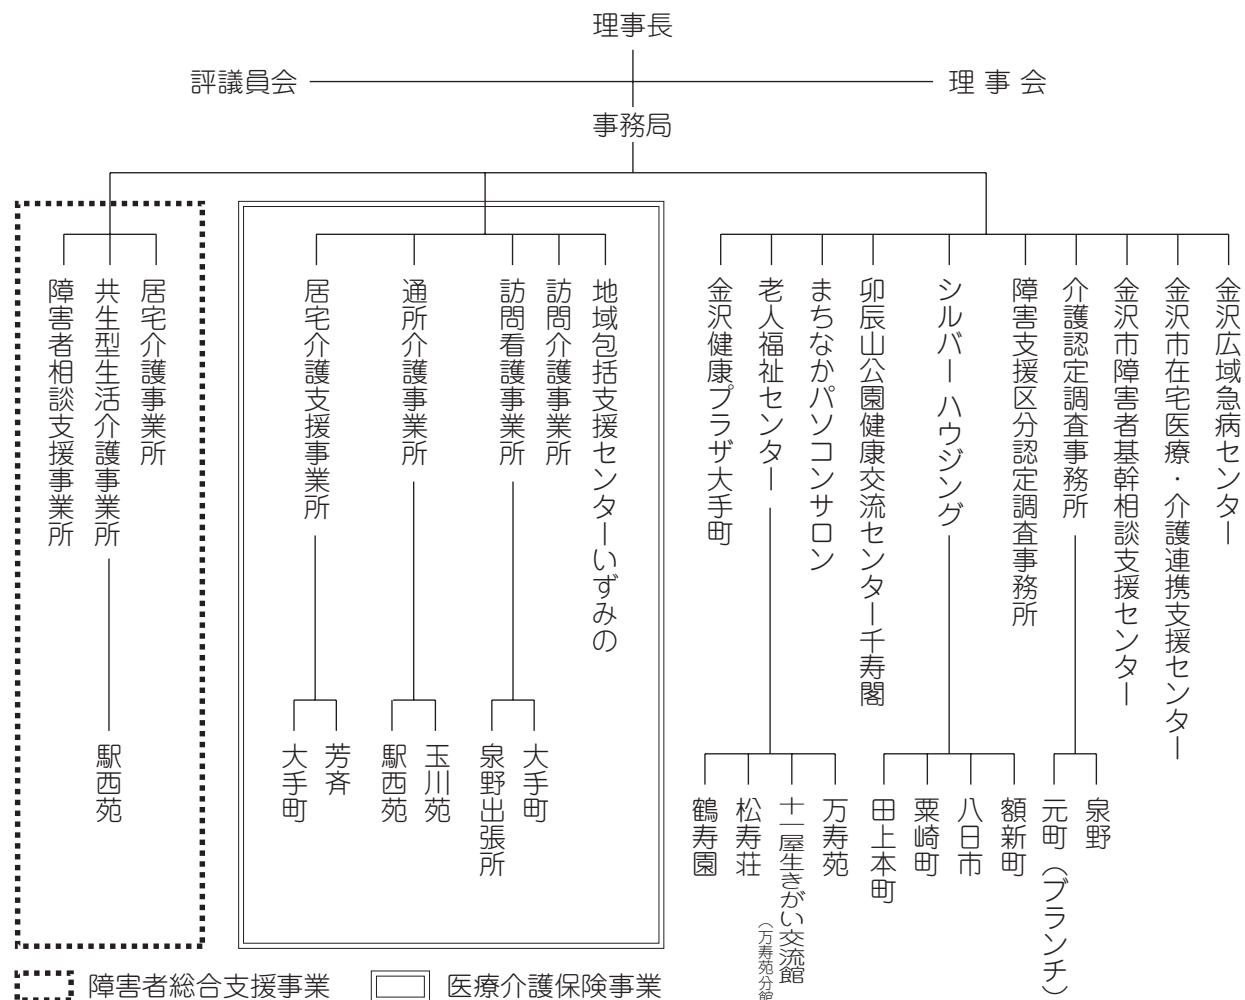 理事長
評議員会
理事会
事務局
金沢広域急病センター
金沢市在宅医療・介護連携支援センター
金沢市障害者基幹相談支援センター
介護認定調査事務所
泉野
元町(ブランチ)
障害支援区分認定調査事務所
シルバーハウジング
額新町
八日市
粟崎町
田上本町
卯辰山公園健康交流センター千寿閣
まちなかパソコンサロン
老人福祉センター
万寿苑
十一屋生きがい交流館
(万寿苑分館
松寿荘
鶴寿園
金沢健康プラザ大手町
地域包括支援センターいずみの
訪問介護事業所
訪問看護事業所
大手町
泉野出張所
通所介護事業所
玉川苑
駅西苑
居宅介護支援事業所
芳斉
大手町
居宅介護事業所
共生型生活介護事業所
駅西苑
障害者相談支援事業所
障害者総合支援事業
医療介護保険事業